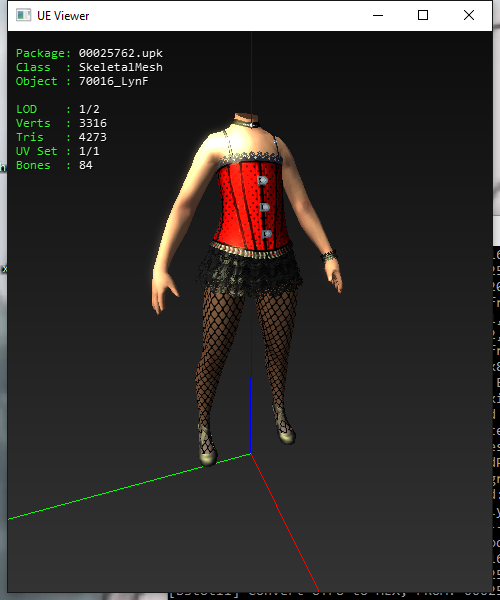 UE Viewer
Package: 00025762.upk
Class : SkeletalMesh
Object : 70016_LynF
LOD : 1/2
Verts : 3316
Tris : 4273
UV Set : 1/1
Bones : 84